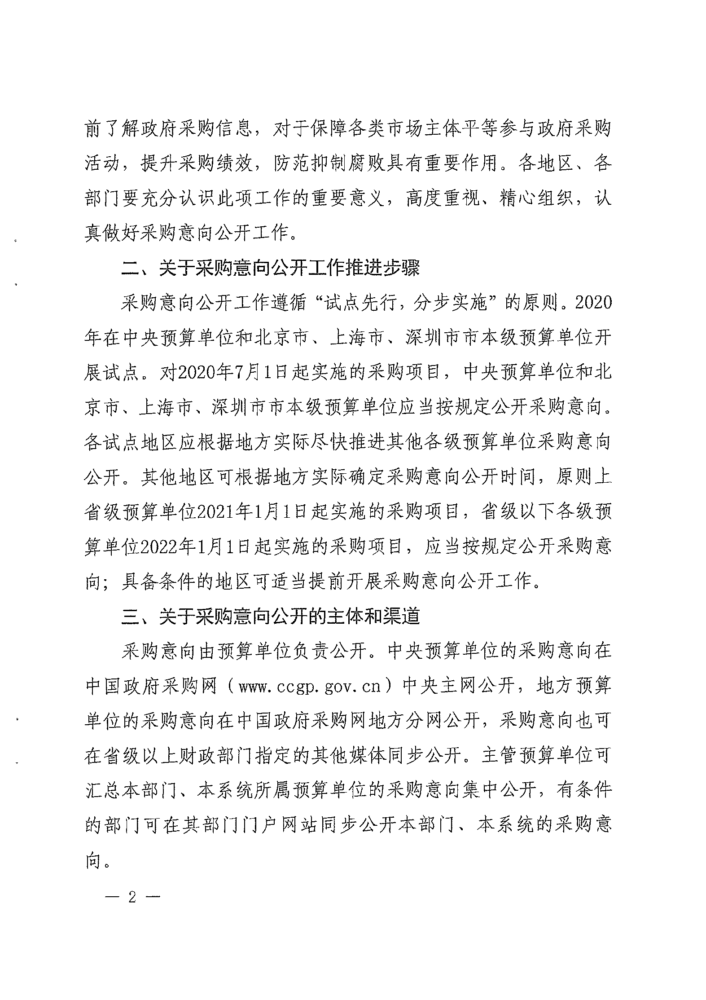 前了解政府采购信息，对于保障各类市场主体平等参与政府采购
活动，提升采购绩效，防范抑制腐败具有重要作用。各地区、各
部门要充分认识此项工作的重要意义，高度重视、精心组织，认
真做好采购意向公开工作。
二、关于采购意向公开工作推进步骤
采购意向公开工作遵循“试点先行，分步实施”的原则。2020
年在中央预算单位和北京市、上海市、深圳市市本级预算单位开
展试点。对2020年7月1日起实施的采购项目，中央预算单位和北
京市、上海市、深圳市市本级预算单位应当按规定公开采购意向。
各试点地区应根据地方实际尽快推进其他各级预算单位采购意向
公开。其他地区可根据地方实际确定采购意向公开时间，原则上
省级预算单位2021年1月1日起实施的采购项目，省级以下各级预
算单位2022年1月1日起实施的采购项目，应当按规定公开采购意
向；具备条件的地区可适当提前开展采购意向公开工作。
三、关于采购意向公开的主体和渠道
采购意向由预算单位负责公开。中央预算单位的采购意向在
中国政府采购网（www.ccgp.gov.cn）中央主网公开，地方预算
单位的采购意向在中国政府采购网地方分网公开，采购意向也可
在省级以上财政部门指定的其他媒体同步公开。主管预算单位可
汇总本部门、本系统所属预算单位的采购意向集中公开，有条件
的部门可在其部门门户网站同步公开本部门、本系统的采购意
向。
— 2 —